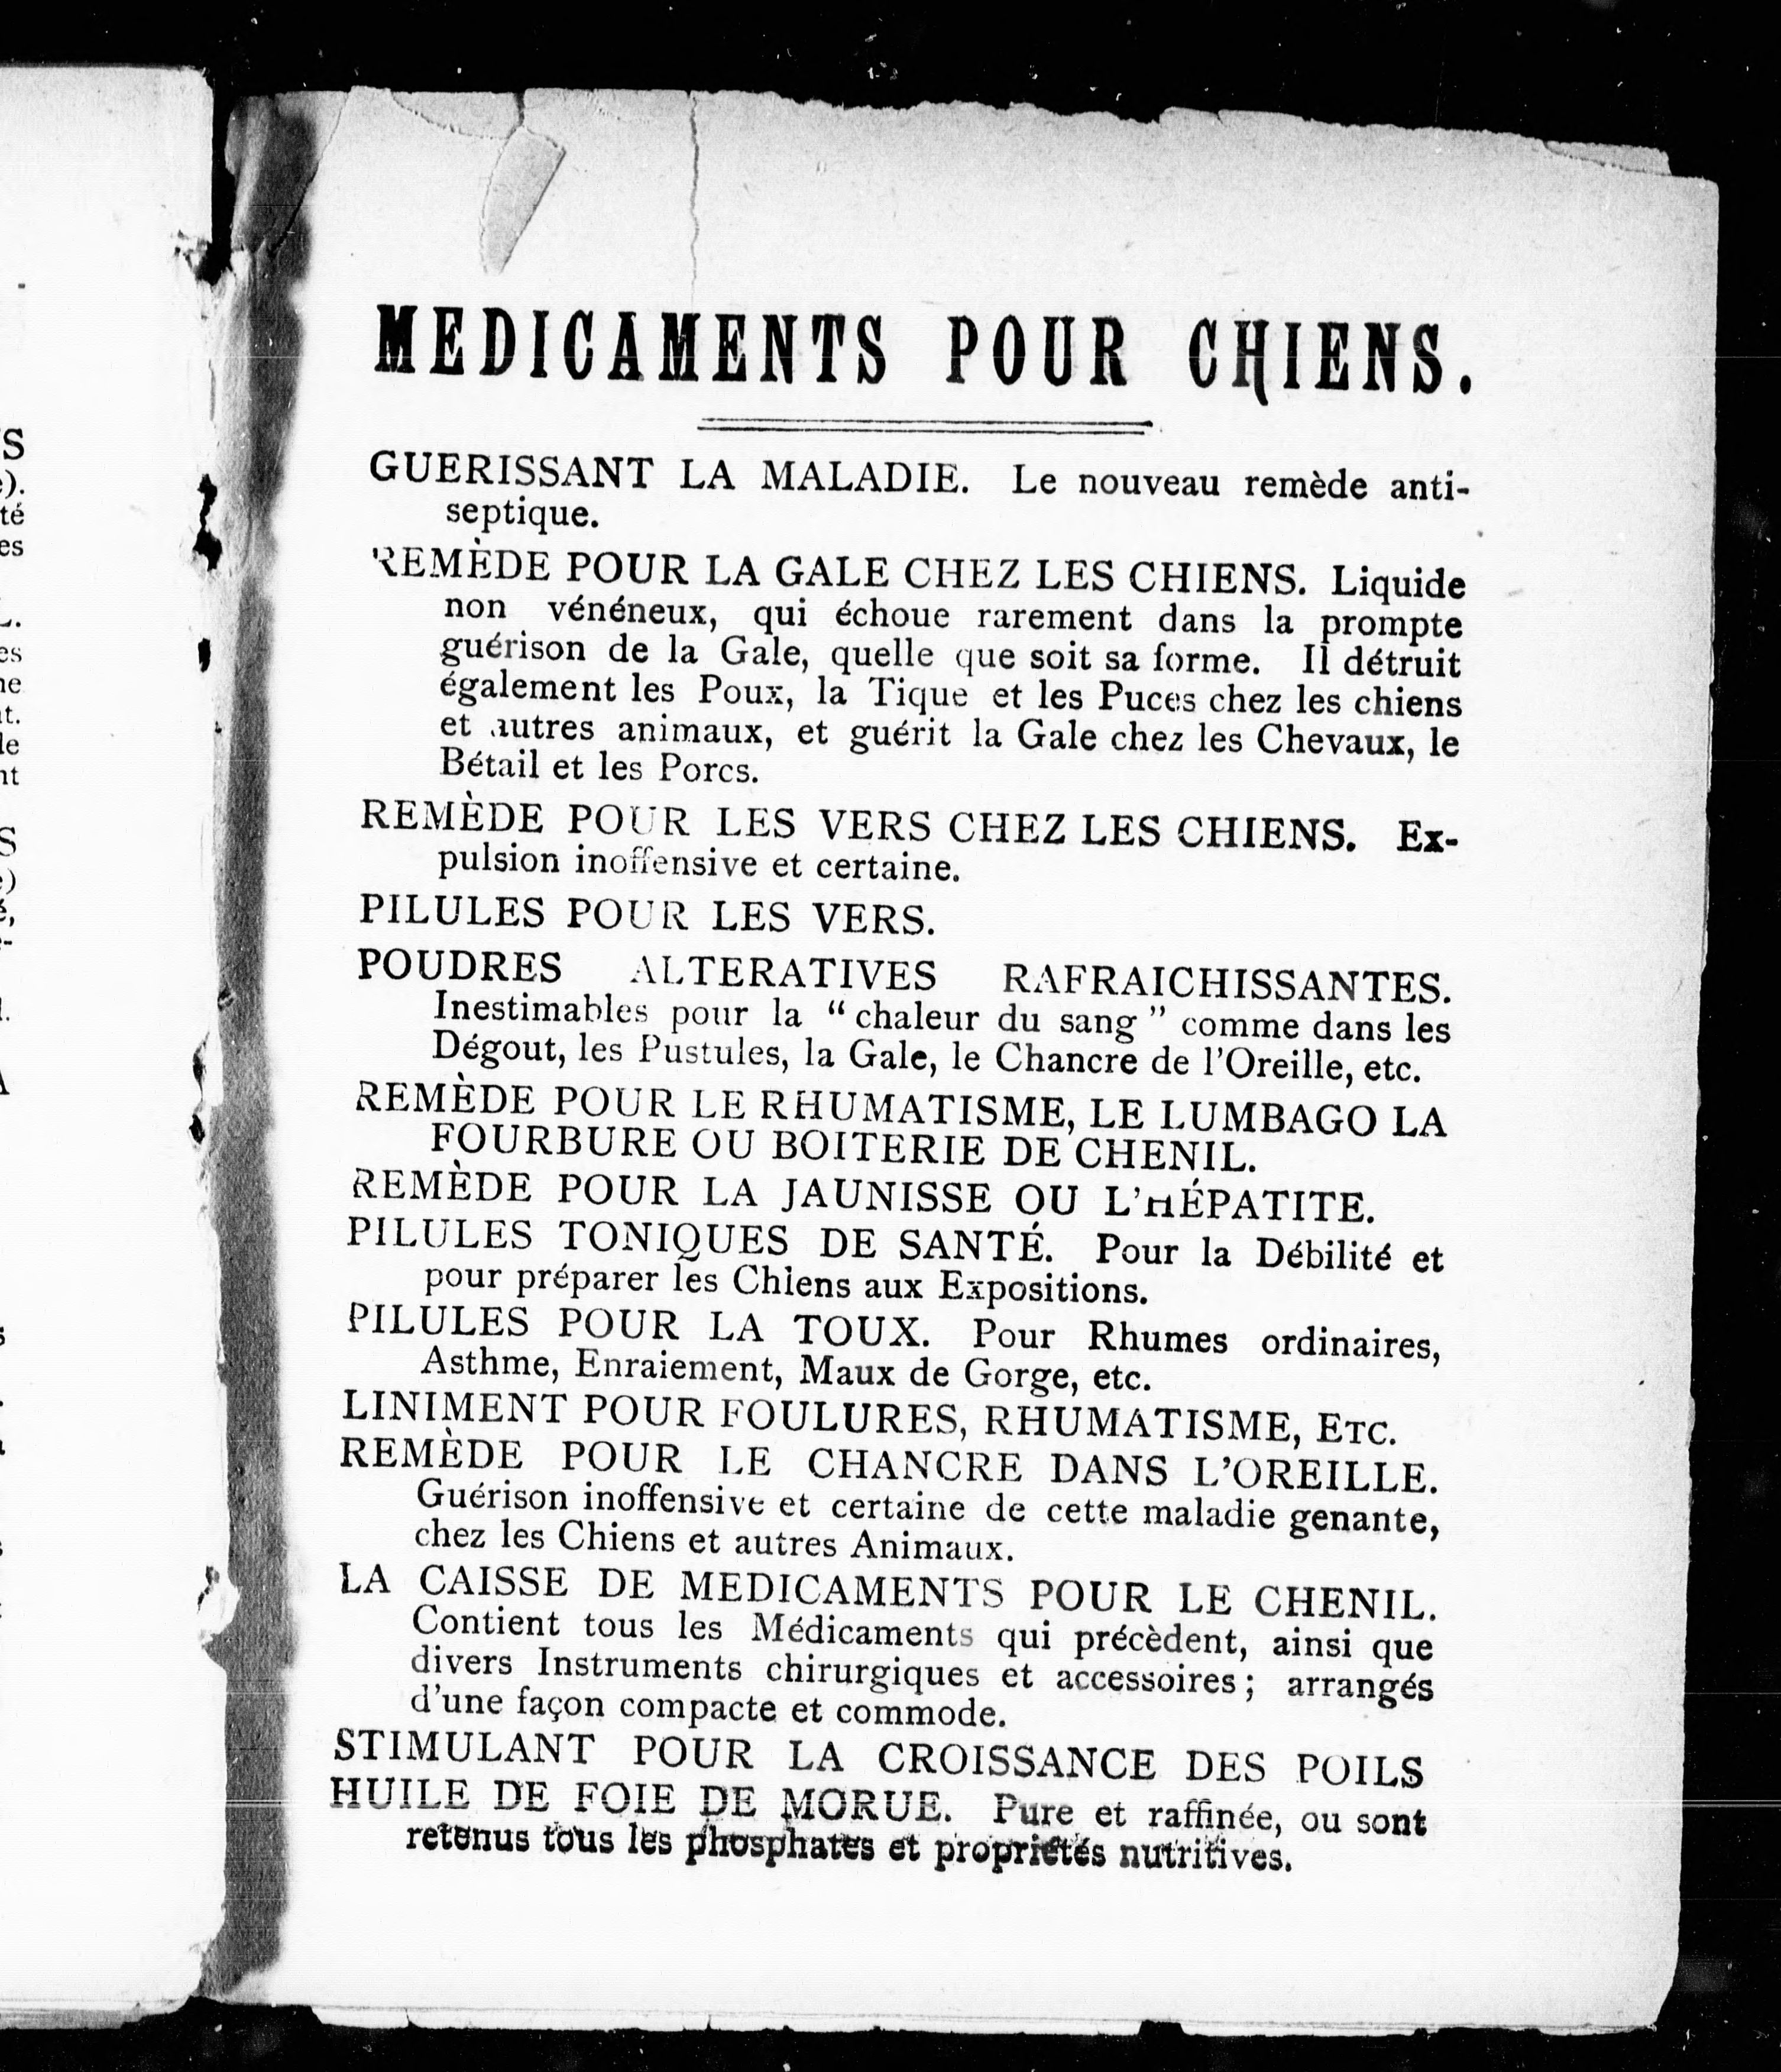 MEDICAMENTS POUR CHIENS.
GUERISSANT LA MALADIE. Le nouveau remède anti-
septique.
REMÈDE POUR LA GALE CHEZ LES CHIENS. Liquide
non vénéneux, qui échoue rarement dans la prompte
guérison de la Gale, quelle que soit sa forme. Il détruit
également les Poux, la Tique et les Puces chez les chiens
et autres animaux, et guérit la Gale chez les Chevaux, le
Bétail et les Porcs.
REMÈDE POUR LES VERS CHEZ LES CHIENS. Ex-
pulsion inoffensive et certaine.
PILULES POUR LES VERS.
POUDRES ALTERATIVES RAFRAICHISSANTES.
Inestimables pour la “chaleur du sang” comme dans les
Dégout, les Pustules, la Gale, le Chancre de l'Oreille, etc.
REMÈDE POUR LE RHUMATISME, LE LUMBAGO LA
FOURBURE OU BOITERIE DE CHENIL.
REMÈDE POUR LA JAUNISSE OU L'HÉPATITE.
PILULES TONIQUES DE SANTÉ. Pour la Débilité et
pour préparer les Chiens aux Expositions.
PILULES POUR LA TOUX. Pour Rhumes ordinaires,
Asthme, Enraiement, Maux de Gorge, etc.
LINIMENT POUR FOULURES, RHUMATISME, ETC.
REMÈDE POUR LE CHANCRE DANS L'OREILLE.
Guérison inoffensive et certaine de cette maladie genante,
chez les Chiens et autres Animaux.
LA CAISSE DE MEDICAMENTS POUR LE CHENIL.
Contient tous les Médicaments qui précèdent, ainsi que
divers Instruments chirurgiques et accessoires; arrangés
d'une façon compacte et commode.
STIMULANT POUR LA CROISSANCE DES POILS
HUILE DE FOIE DE MORUE. Pure et raffinée, ou sont
retenus tous les phosphates et propriétés nutritives.